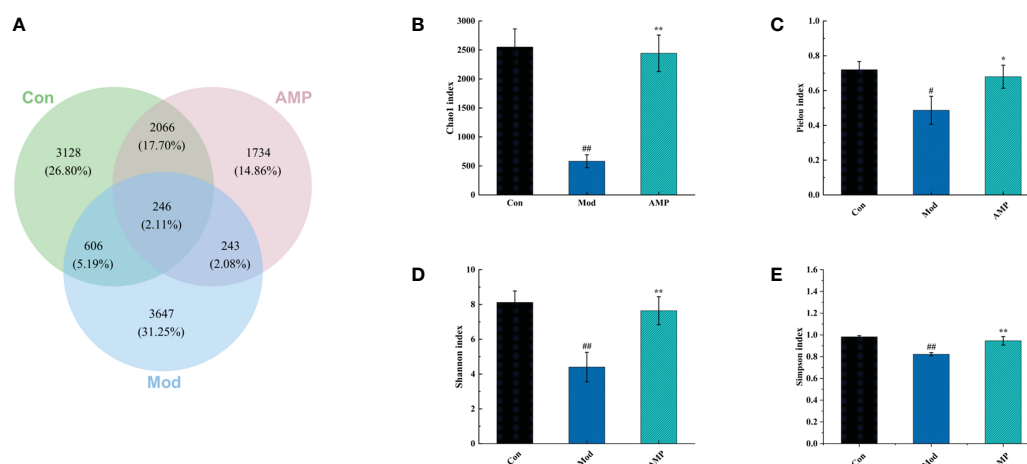 A
Con
AMP
Mod
3128
(26.80%)
2066
(17.70%)
1734
(14.86%)
246
(2.11%)
606
(5.19%)
243
(2.08%)
3647
(31.25%)
B
Chao1 index
3000
2500
2000
1500
1000
500
0
##
**
Con
Mod
AMP
C
Pielou index
1.0
0.8
0.6
0.4
0.2
0.0
#
*
Con
Mod
AMP
D
Shannon index
10
8
6
4
2
0
##
**
Con
Mod
AMP
E
Simpson index
1.6
1.4
1.2
1.0
0.8
0.6
0.4
0.2
0.0
##
**
Con
Mod
AMP